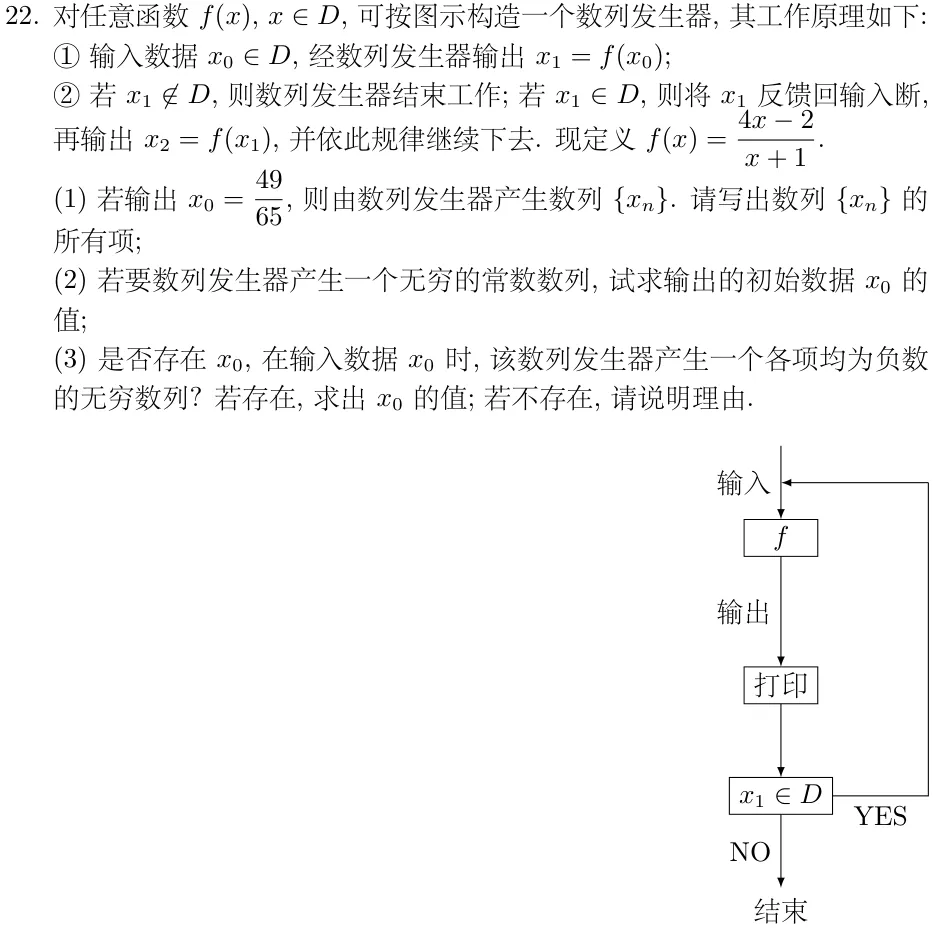 22. 对任意函数 f(x), x ∈ D, 可按图示构造一个数列发生器, 其工作原理如下:
① 输入数据 x₀ ∈ D, 经数列发生器输出 x₁ = f(x₀);
② 若 x₁ ∉ D, 则数列发生器结束工作; 若 x₁ ∈ D, 则将 x₁ 反馈回输入断,
再输出 x₂ = f(x₁), 并依此规律继续下去. 现定义 f(x) = (4x − 2)/(x + 1).
(1) 若输出 x₀ = 49/65, 则由数列发生器产生数列 {xₙ}. 请写出数列 {xₙ} 的
所有项;
(2) 若要数列发生器产生一个无穷的常数数列, 试求输出的初始数据 x₀ 的
值;
(3) 是否存在 x₀, 在输入数据 x₀ 时, 该数列发生器产生一个各项均为负数
的无穷数列? 若存在, 求出 x₀ 的值; 若不存在, 请说明理由.
输入
f
输出
打印
x₁ ∈ D
YES
NO
结束